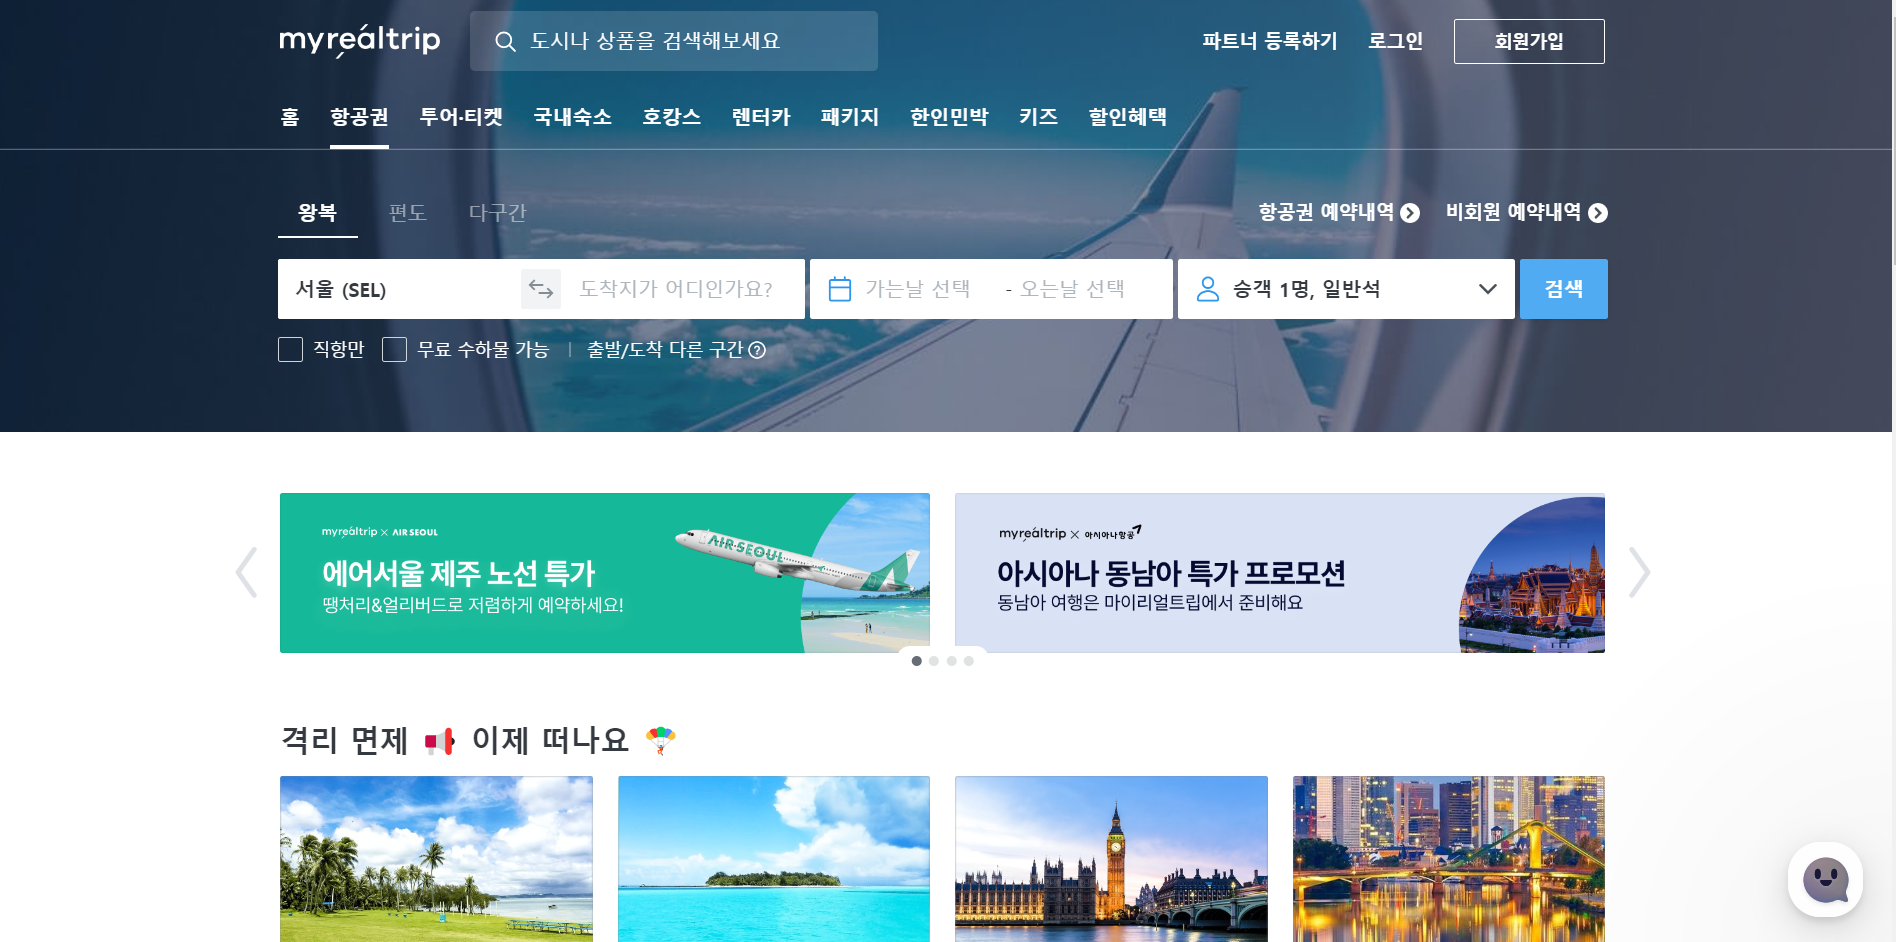 myreáltrip
도시나 상품을 검색해보세요
파트너 등록하기
로그인
회원가입
홈
항공권
투어·티켓
국내숙소
호캉스
렌터카
패키지
한인민박
키즈
할인혜택
왕복
편도
다구간
항공권 예약내역
비회원 예약내역
서울 (SEL)
도착지가 어디인가요?
가는날 선택
- 오는날 선택
승객 1명, 일반석
검색
직항만
무료 수하물 가능
출발/도착 다른 구간
myreáltrip × AIR SEOUL
에어서울 제주 노선 특가
땡처리&얼리버드로 저렴하게 예약하세요!
AIR SEOUL
myreáltrip × 아시아나항공
아시아나 동남아 특가 프로모션
동남아 여행은 마이리얼트립에서 준비해요
격리 면제 📢 이제 떠나요 🪂